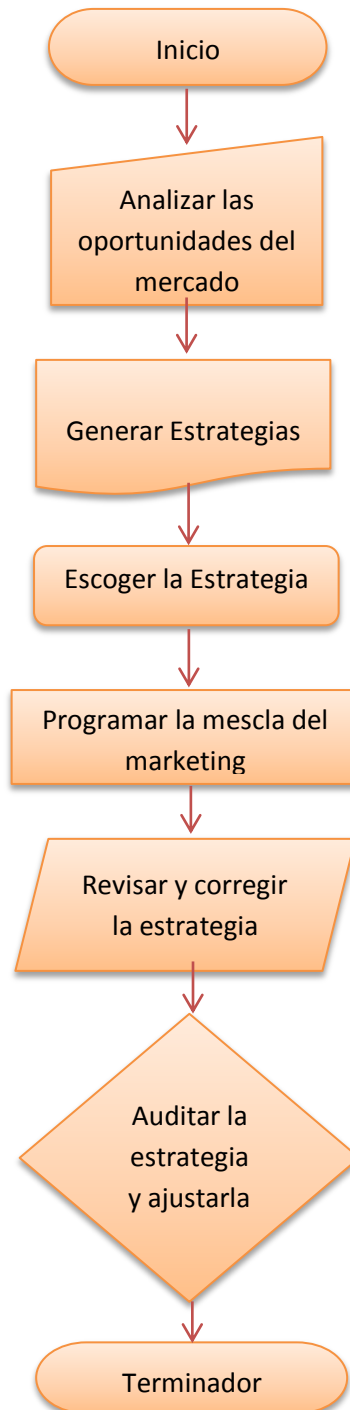 Inicio
Analizar las
oportunidades del
mercado
Generar Estrategias
Escoger la Estrategia
Programar la mescla del
marketing
Revisar y corregir
la estrategia
Auditar la
estrategia
y ajustarla
Terminador